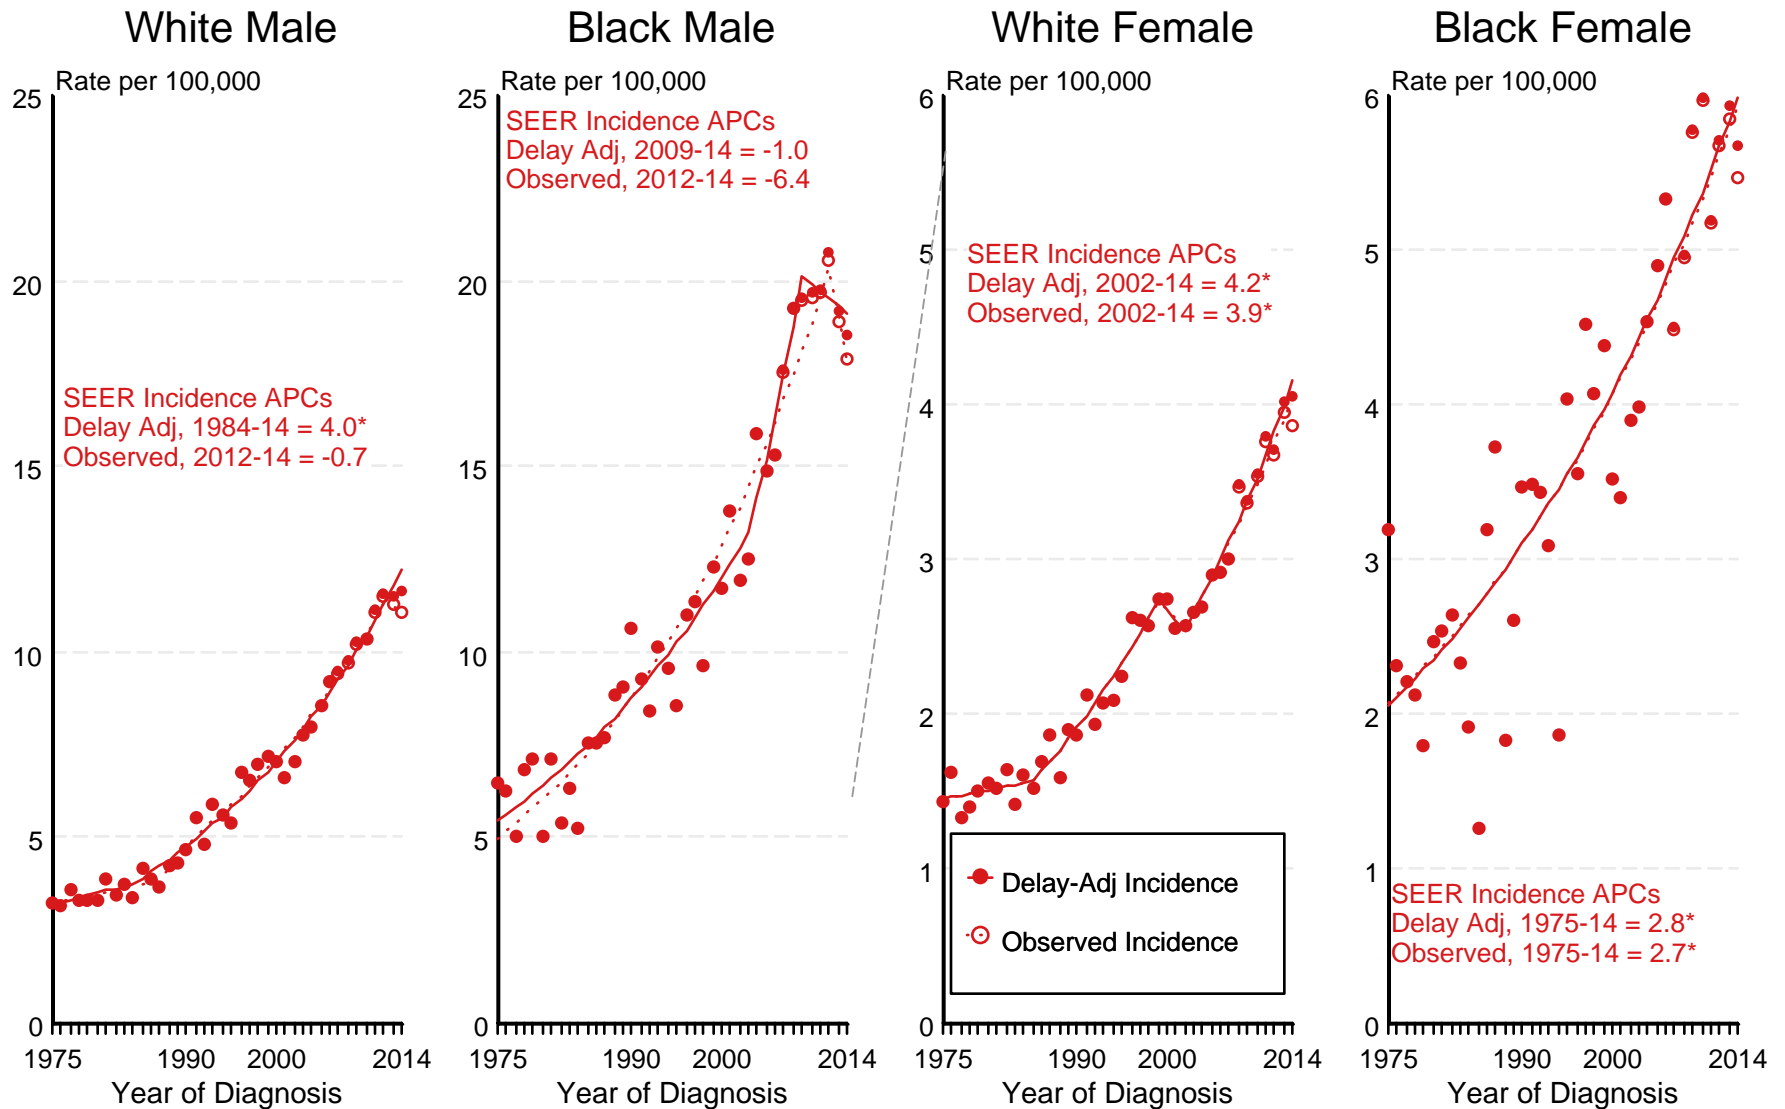 White Male
Rate per 100,000
25
20
15
10
5
0
SEER Incidence APCs
Delay Adj, 1984-14 = 4.0*
Observed, 2012-14 = -0.7
1975
1990
2000
2014
Year of Diagnosis
Black Male
Rate per 100,000
25
20
15
10
5
0
SEER Incidence APCs
Delay Adj, 2009-14 = -1.0
Observed, 2012-14 = -6.4
1975
1990
2000
2014
Year of Diagnosis
White Female
Rate per 100,000
6
5
4
3
2
1
0
SEER Incidence APCs
Delay Adj, 2002-14 = 4.2*
Observed, 2002-14 = 3.9*
Delay-Adj Incidence
Observed Incidence
1975
1990
2000
2014
Year of Diagnosis
Black Female
Rate per 100,000
6
5
4
3
2
1
0
SEER Incidence APCs
Delay Adj, 1975-14 = 2.8*
Observed, 1975-14 = 2.7*
1975
1990
2000
2014
Year of Diagnosis